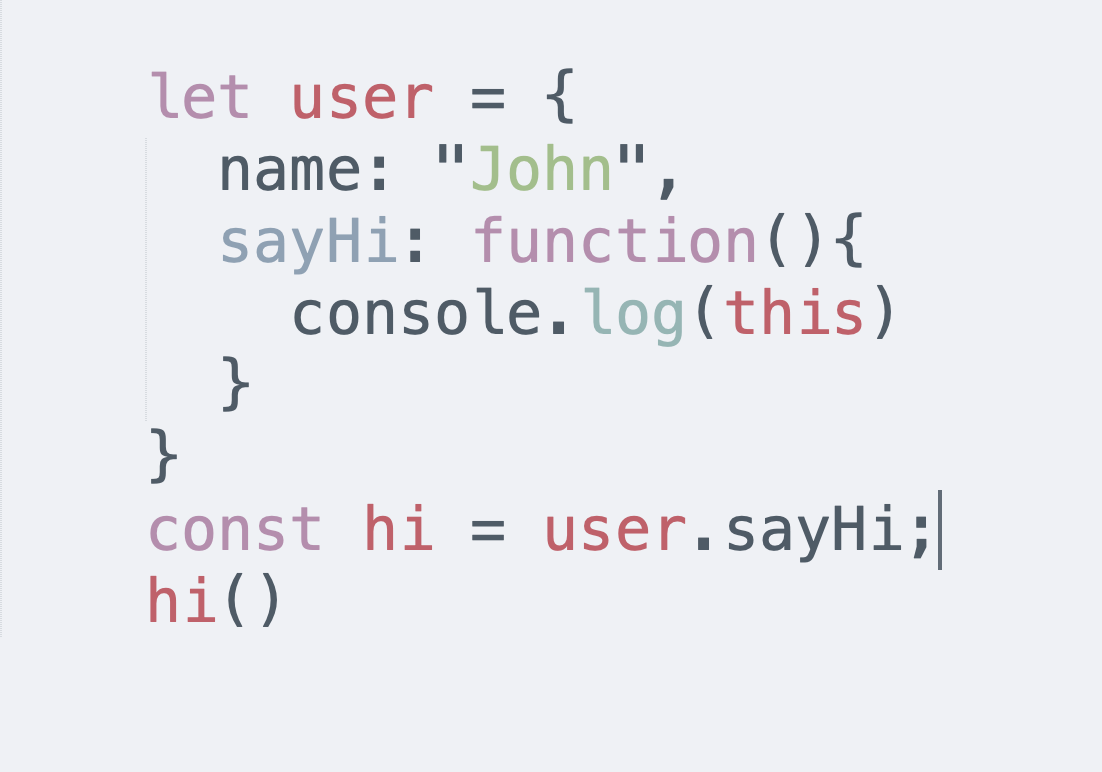 let user = {
  name: "John",
  sayHi: function(){
    console.log(this)
  }
}
const hi = user.sayHi;
hi()